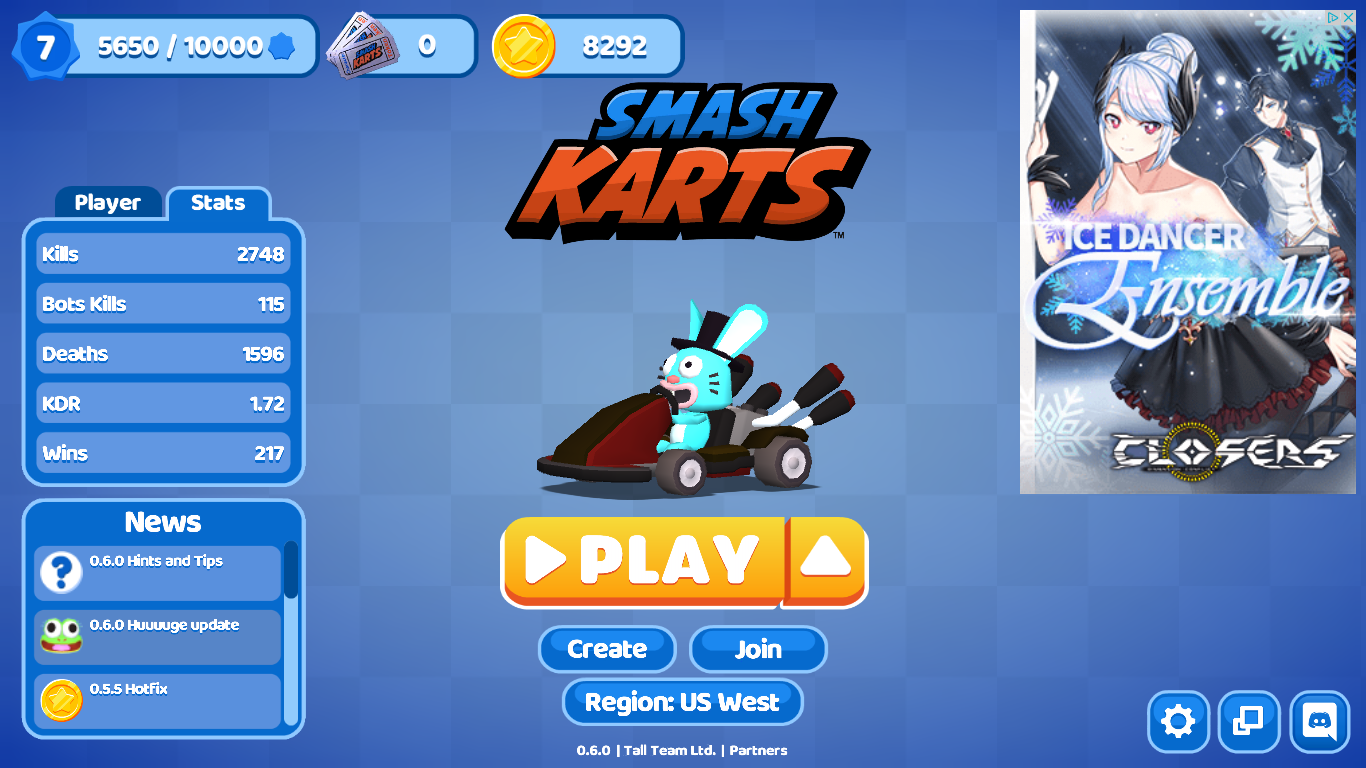 7
5650 / 10000
SMASH
KARTS
0
8292
SMASH
KARTS™
Player
Stats
Kills
2748
Bots Kills
115
Deaths
1596
KDR
1.72
Wins
217
News
0.6.0 Hints and Tips
0.6.0 Huuuuge update
0.5.5 Hotfix
PLAY
Create
Join
Region: US West
0.6.0 | Tall Team Ltd. | Partners
ICE DANCER
Ensemble
CLOSERS